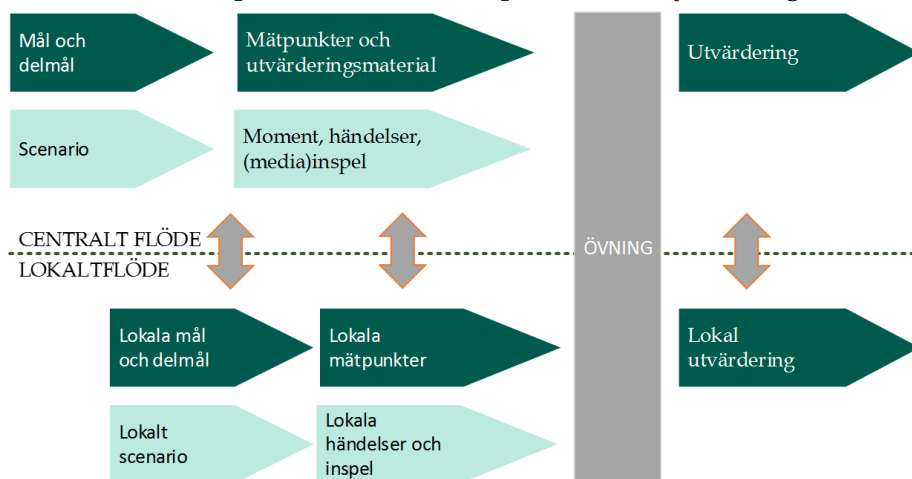 Mål och
delmål
Mätpunkter och
utvärderingsmaterial
Utvärdering
Scenario
Moment, händelser,
(media)inspel
CENTRALT FLÖDE
ÖVNING
LOKALTFLÖDE
Lokala mål
och delmål
Lokala
mätpunkter
Lokal
utvärdering
Lokalt
scenario
Lokala
händelser och
inspel